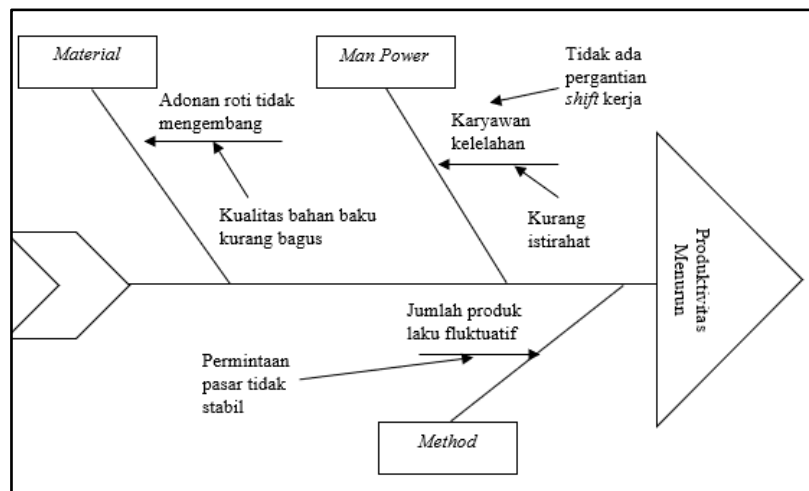 Material
Man Power
Tidak ada
pergantian
shift kerja
Adonan roti tidak
mengembang
Karyawan
kelelahan
Kualitas bahan baku
kurang bagus
Kurang
istirahat
Produktivitas
Menurun
Jumlah produk
laku fluktuatif
Permintaan
pasar tidak
stabil
Method